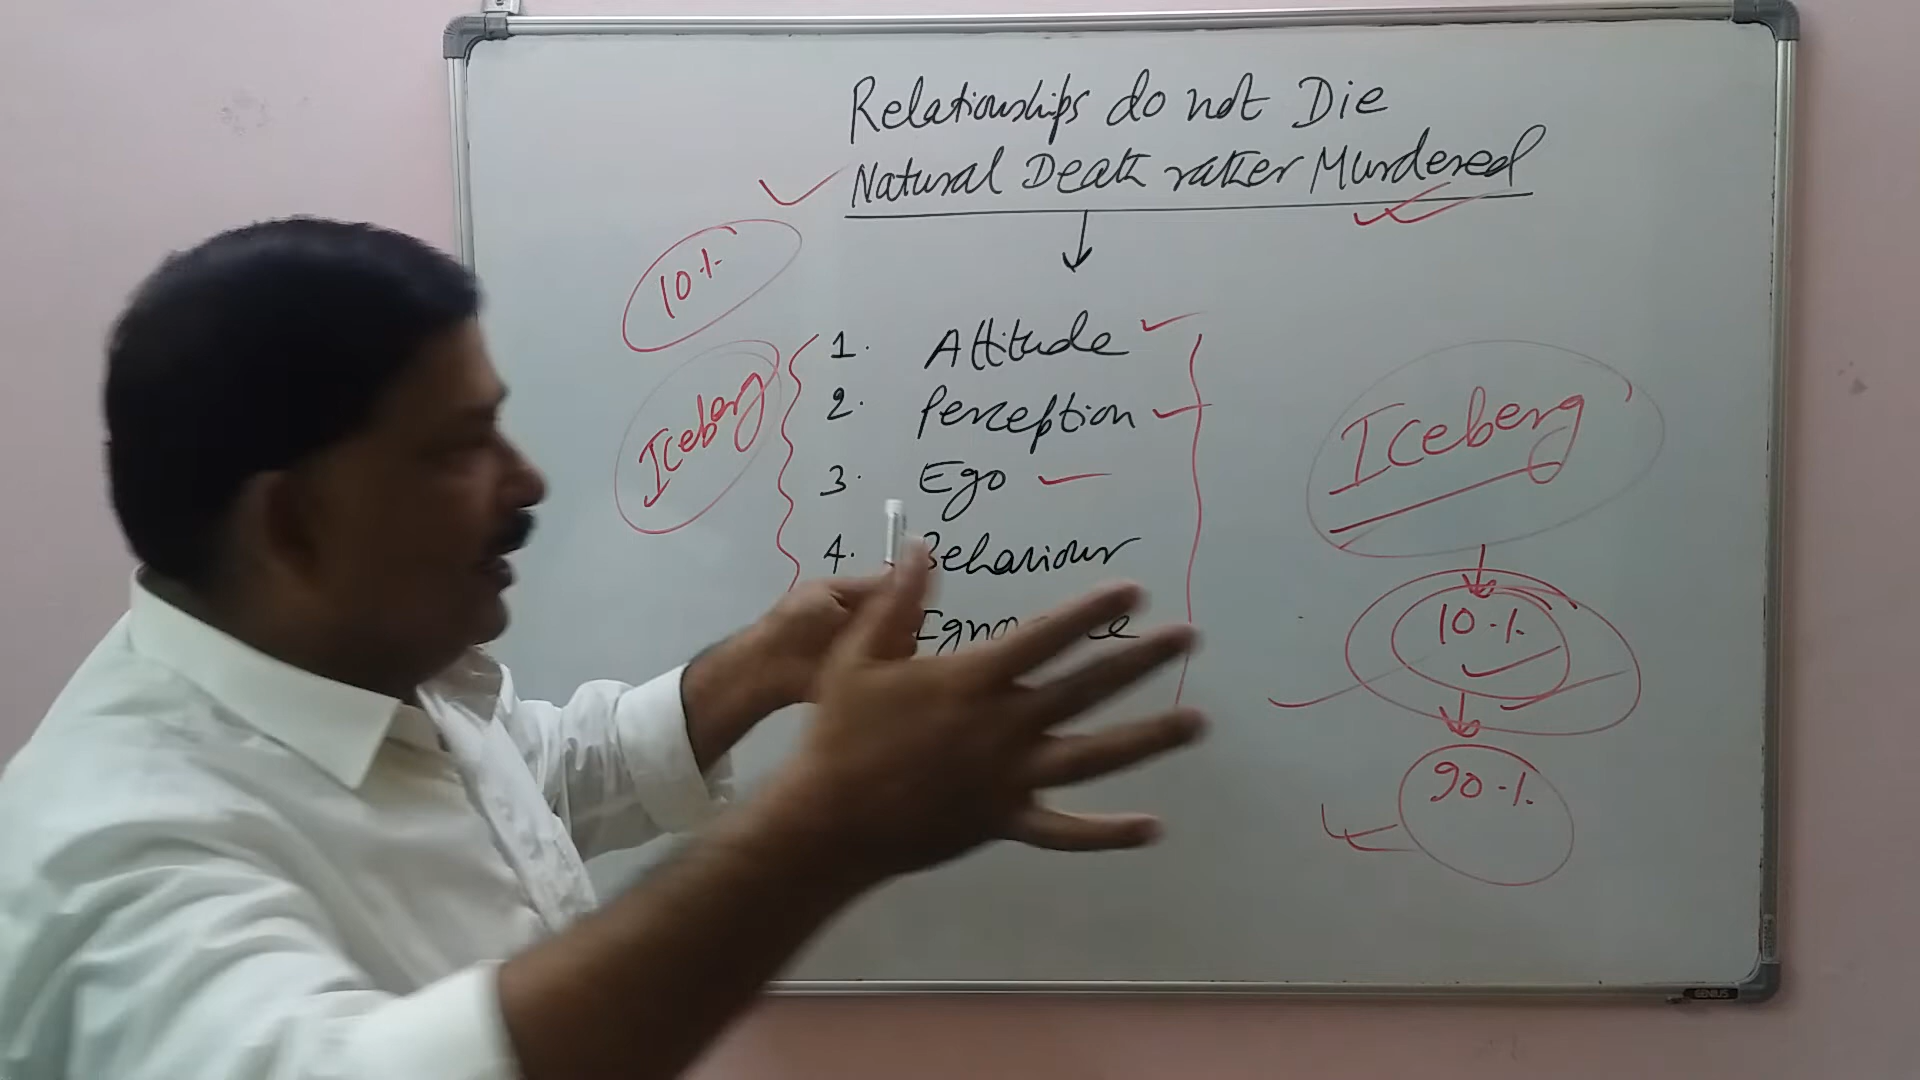 Relationships do not Die
Natural Death rather Murdered
10%
Iceberg
1. Attitude
2. Perception
3. Ego
4. Behaviour
Iceberg
10%
90%
GENIUS